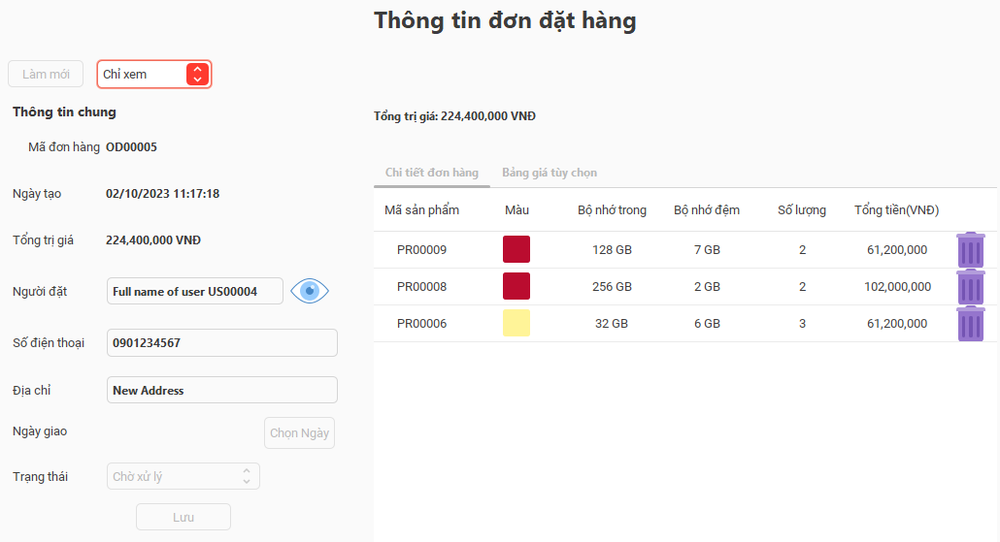 Thông tin đơn đặt hàng
Làm mới
Chỉ xem
Thông tin chung
Mã đơn hàng OD00005
Ngày tạo 02/10/2023 11:17:18
Tổng trị giá 224,400,000 VNĐ
Người đặt Full name of user US00004
Số điện thoại 0901234567
Địa chỉ New Address
Ngày giao Chọn Ngày
Trạng thái Chờ xử lý
Lưu
Tổng trị giá: 224,400,000 VNĐ
Chi tiết đơn hàng Bảng giá tùy chọn
Mã sản phẩm Màu Bộ nhớ trong Bộ nhớ đệm Số lượng Tổng tiền(VNĐ)
PR00009 128 GB 7 GB 2 61,200,000
PR00008 256 GB 2 GB 2 102,000,000
PR00006 32 GB 6 GB 3 61,200,000